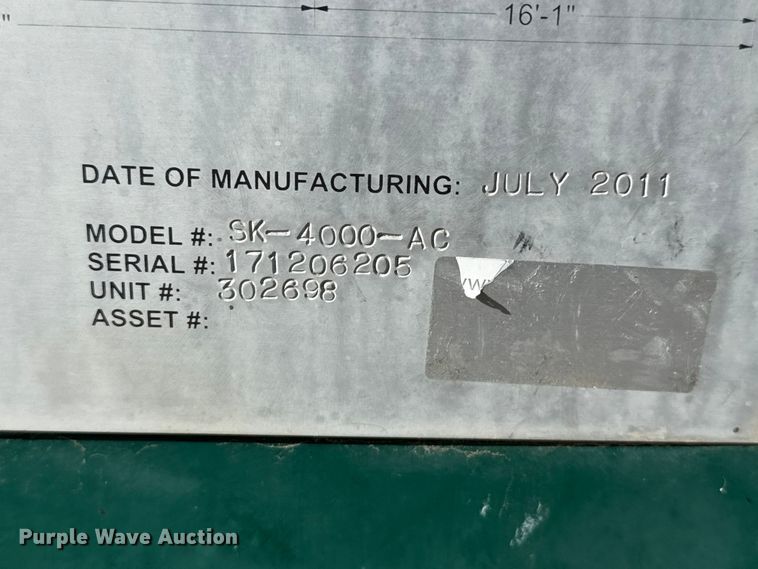 " 16'-1"
DATE OF MANUFACTURING: JULY 2011
MODEL #: SK-4000-AC
SERIAL #: 171206205
UNIT #: 302698
ASSET #:
Purple Wave Auction